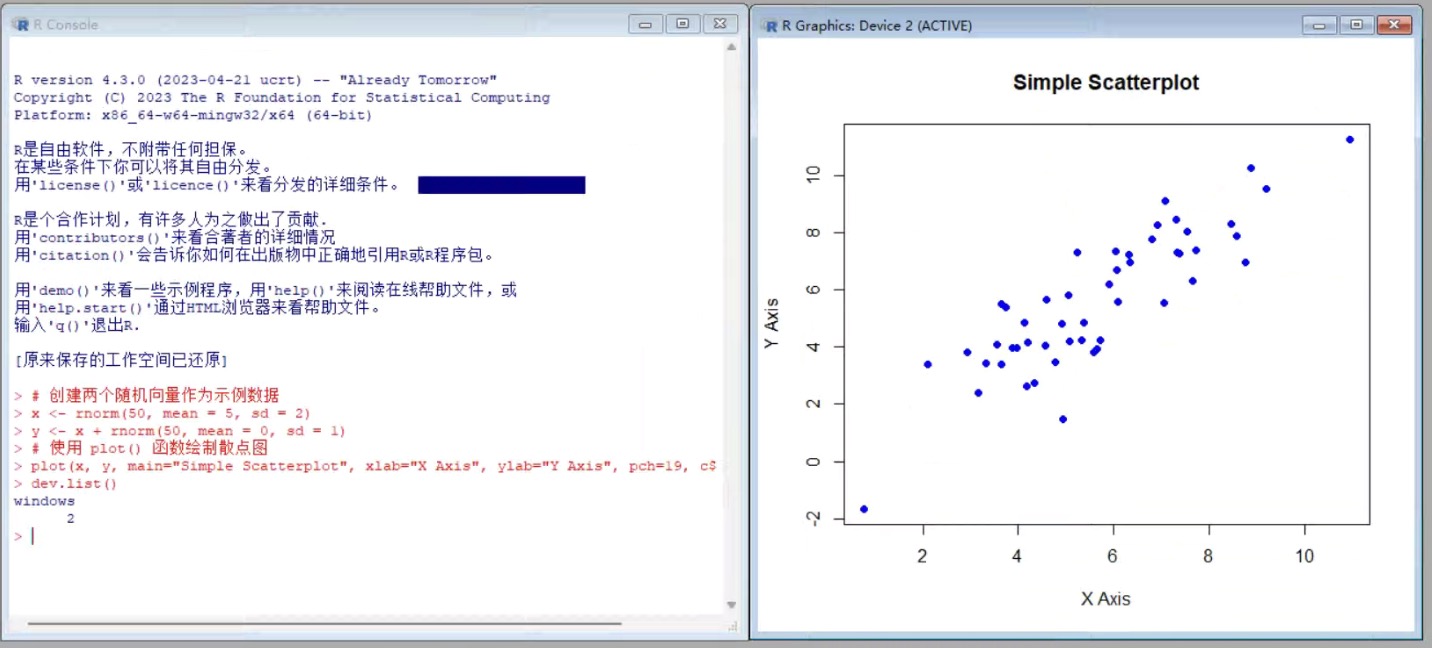 R Console
R version 4.3.0 (2023-04-21 ucrt) -- "Already Tomorrow"
Copyright (C) 2023 The R Foundation for Statistical Computing
Platform: x86_64-w64-mingw32/x64 (64-bit)
R是自由软件，不附带任何担保。
在某些条件下你可以将其自由分发。
用'license()'或'licence()'来看分发的详细条件。
R是个合作计划，有许多人为之做出了贡献.
用'contributors()'来看合著者的详细情况
用'citation()'会告诉你如何在出版物中正确地引用R或R程序包。
用'demo()'来看一些示例程序，用'help()'来阅读在线帮助文件，或
用'help.start()'通过HTML浏览器来看帮助文件。
输入'q()'退出R.
[原来保存的工作空间已还原]
> # 创建两个随机向量作为示例数据
> x <- rnorm(50, mean = 5, sd = 2)
> y <- x + rnorm(50, mean = 0, sd = 1)
> # 使用 plot() 函数绘制散点图
> plot(x, y, main="Simple Scatterplot", xlab="X Axis", ylab="Y Axis", pch=19, c$
> dev.list()
windows
2
>
R Graphics: Device 2 (ACTIVE)
Simple Scatterplot
Y Axis
10
8
6
4
2
0
-2
2 4 6 8 10
X Axis